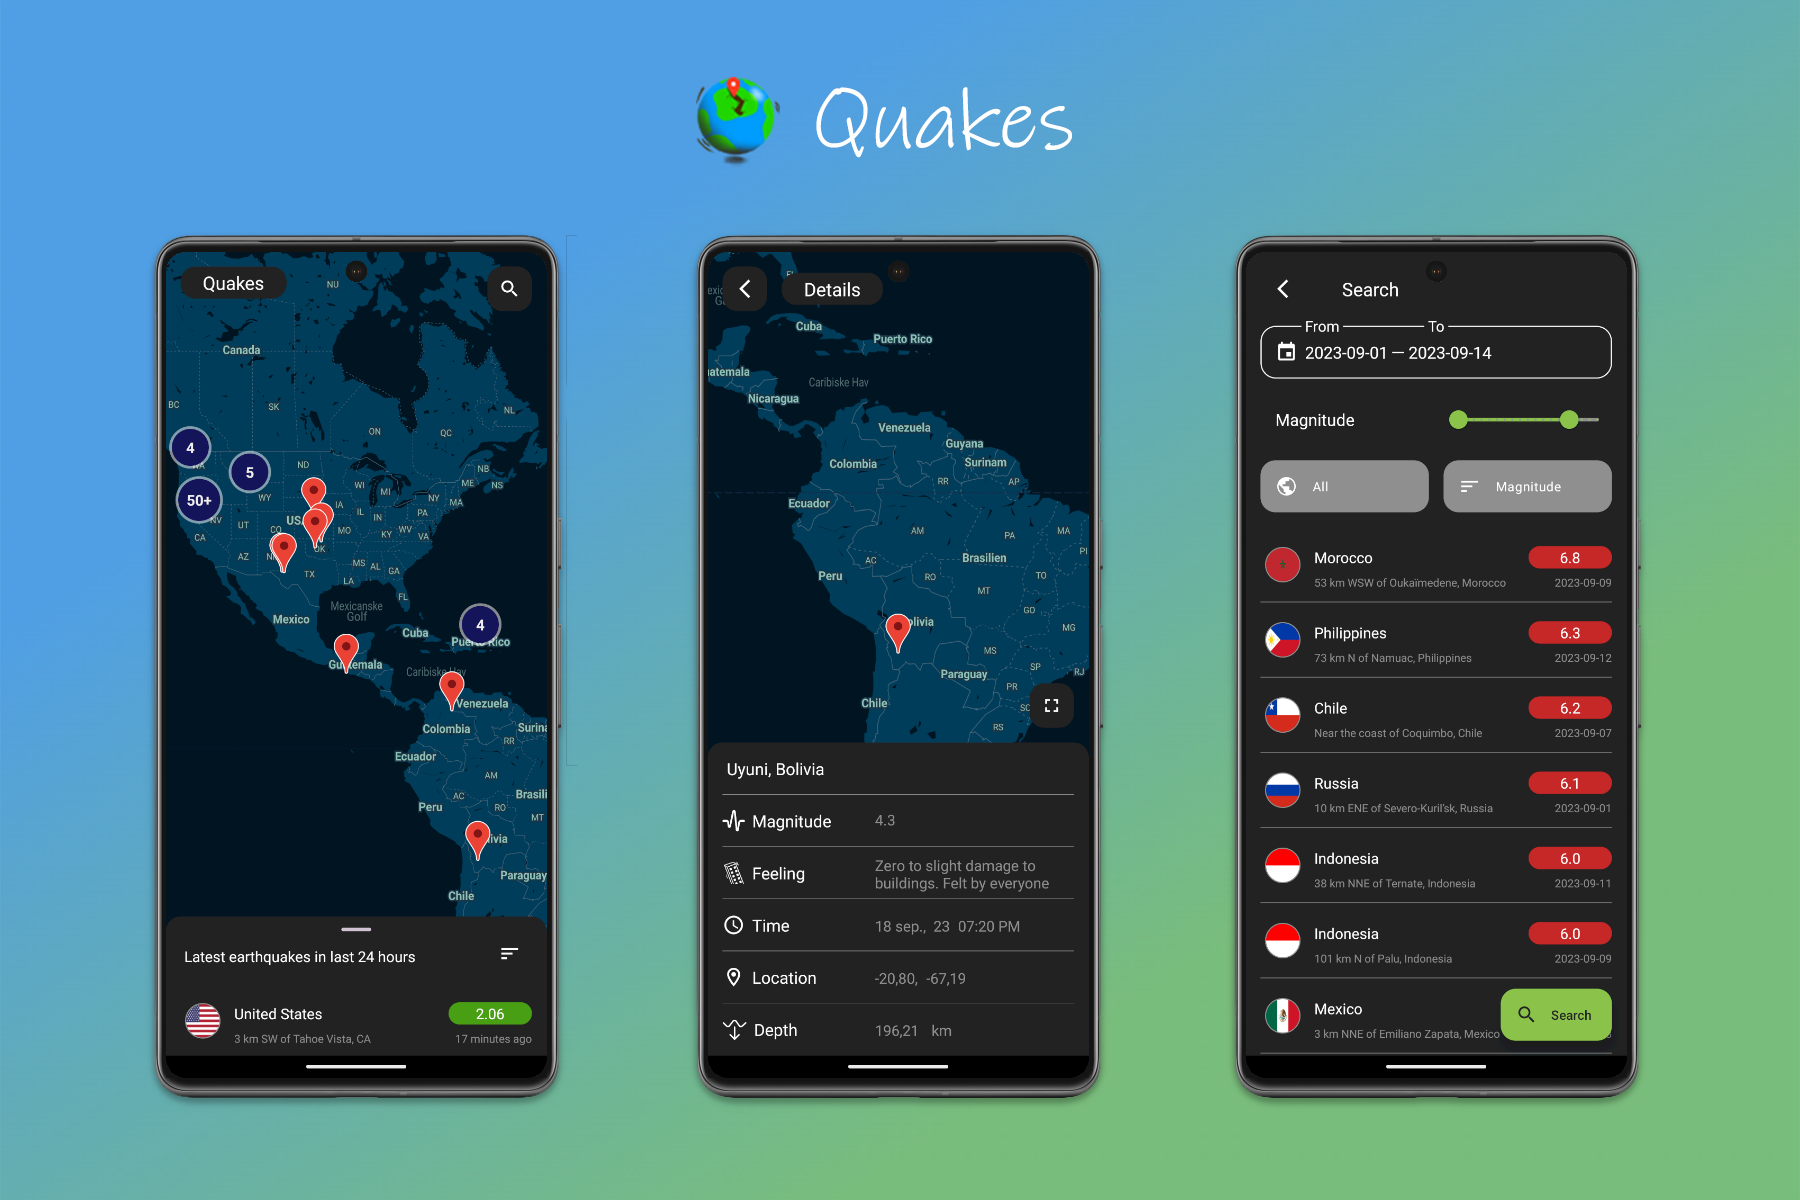 Quakes
Quakes
NU
Canada
BC
SK
NL
ON
QC
4
WA
5
ND
NB
ME
NS
50+
WY
WI
MI
NY
MA
IA
IL
IN
PA
NV
UT
CO
US
MO
KY
WV
VA
CA
AZ
OK
TX
MS
AL
GA
LA
FL
Mexicanske
Golf
Mexico
Cuba
4
Puerto Rico
Guatemala
Caribiske Hav
Venezuela
Colombia
Surin
RR
Ecuador
AM
AC
Brasili
Peru
RO
MT
livia
Paraguay
Chile
Latest earthquakes in last 24 hours
United States
2.06
3 km SW of Tahoe Vista, CA
17 minutes ago
Details
Cuba
Puerto Rico
uatemala
Caribiske Hav
Nicaragua
Venezuela
Guyana
Colombia
Surinam
RR
AP
Ecuador
AM
PA
MA
Brasilien
PI
AC
Peru
RO
TO
MT
GO
olivia
MG
MS
SP
Paraguay
RJ
PR
Chile
SC
RS
Uyuni, Bolivia
Magnitude
4.3
Feeling
Zero to slight damage to
buildings. Felt by everyone
Time
18 sep., 23 07:20 PM
Location
-20,80, -67,19
Depth
196,21 km
Search
From
To
2023-09-01 — 2023-09-14
Magnitude
All
Magnitude
Morocco
6.8
53 km WSW of Oukaïmedene, Morocco
2023-09-09
Philippines
6.3
73 km N of Namuac, Philippines
2023-09-12
Chile
6.2
Near the coast of Coquimbo, Chile
2023-09-07
Russia
6.1
10 km ENE of Severo-Kuril'sk, Russia
2023-09-01
Indonesia
6.0
38 km NNE of Ternate, Indonesia
2023-09-11
Indonesia
6.0
101 km N of Palu, Indonesia
2023-09-09
Mexico
3 km NNE of Emiliano Zapata, Mexico
Search